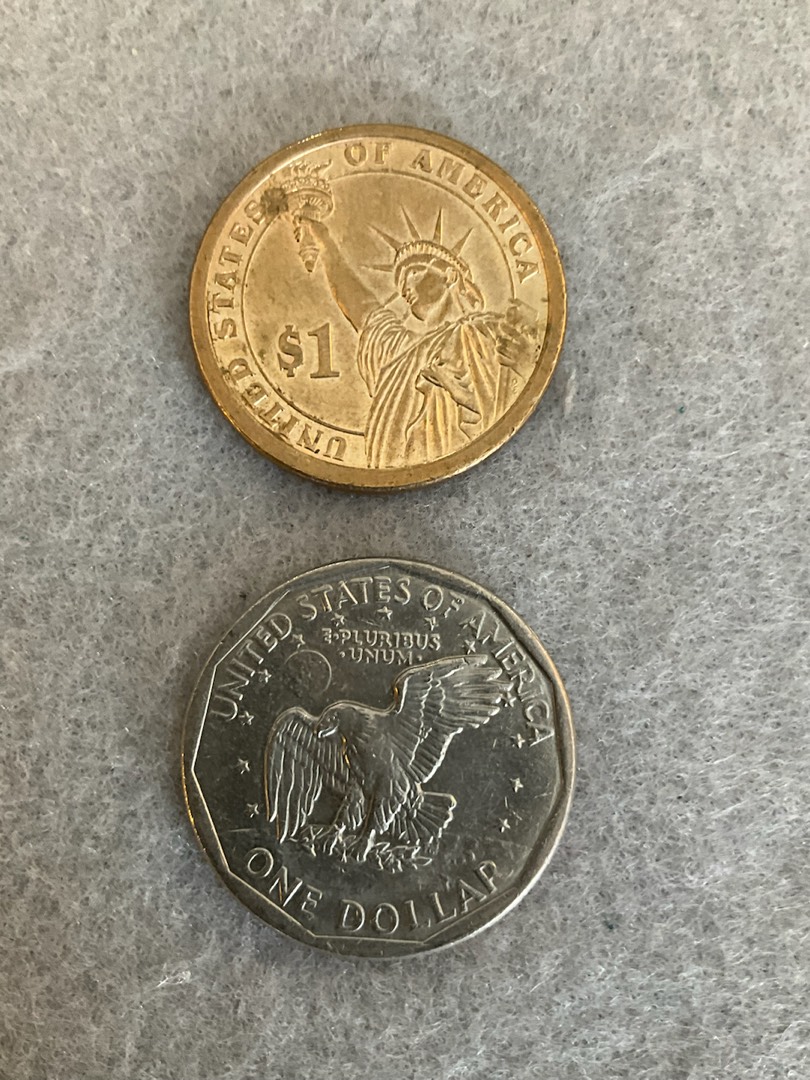 UNITED STATES OF AMERICA
$1
UNITED STATES OF AMERICA
E·PLURIBUS
·UNUM·
ONE DOLLAR